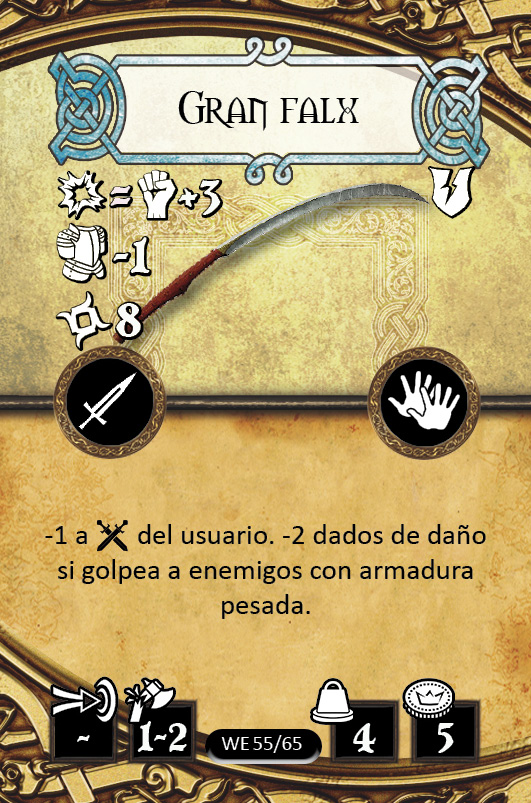 Gran falx
= +3
-1
8
-1 a del usuario. -2 dados de daño
si golpea a enemigos con armadura
pesada.
- 1-2 WE 55/65 4 5